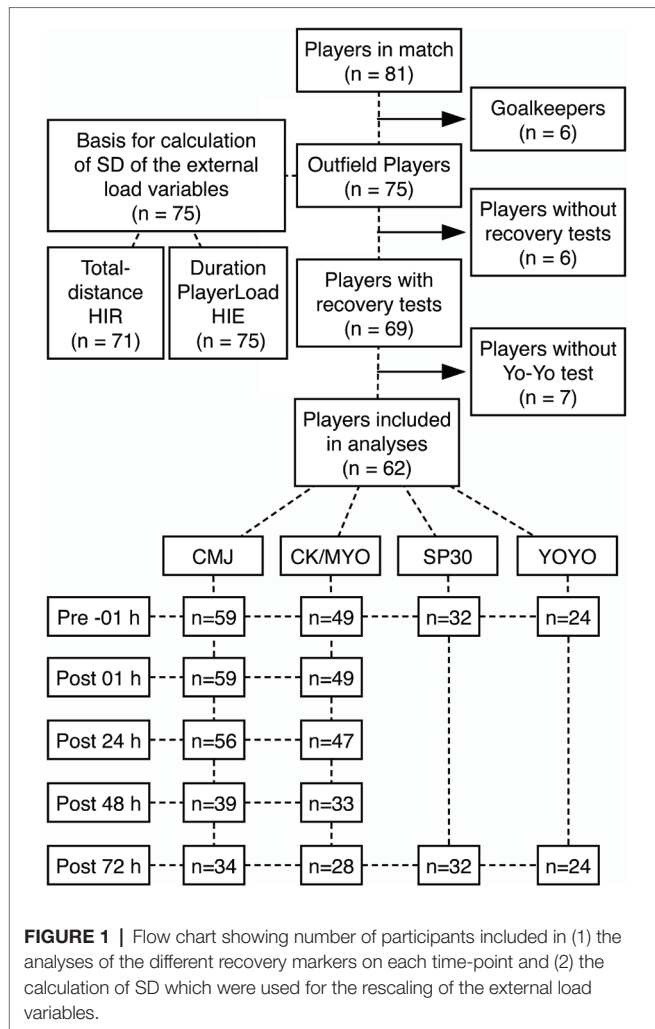 Players in match
(n = 81)
Goalkeepers
(n = 6)
Basis for calculation
of SD of the external
load variables
(n = 75)
Outfield Players
(n = 75)
Players without
recovery tests
(n = 6)
Total-
distance
HIR
(n = 71)
Duration
PlayerLoad
HIE
(n = 75)
Players with
recovery tests
(n = 69)
Players without
Yo-Yo test
(n = 7)
Players included
in analyses
(n = 62)
CMJ CK/MYO SP30 YOYO
Pre -01 h n=59 n=49 n=32 n=24
Post 01 h n=59 n=49
Post 24 h n=56 n=47
Post 48 h n=39 n=33
Post 72 h n=34 n=28 n=32 n=24
FIGURE 1 | Flow chart showing number of participants included in (1) the
analyses of the different recovery markers on each time-point and (2) the
calculation of SD which were used for the rescaling of the external load
variables.